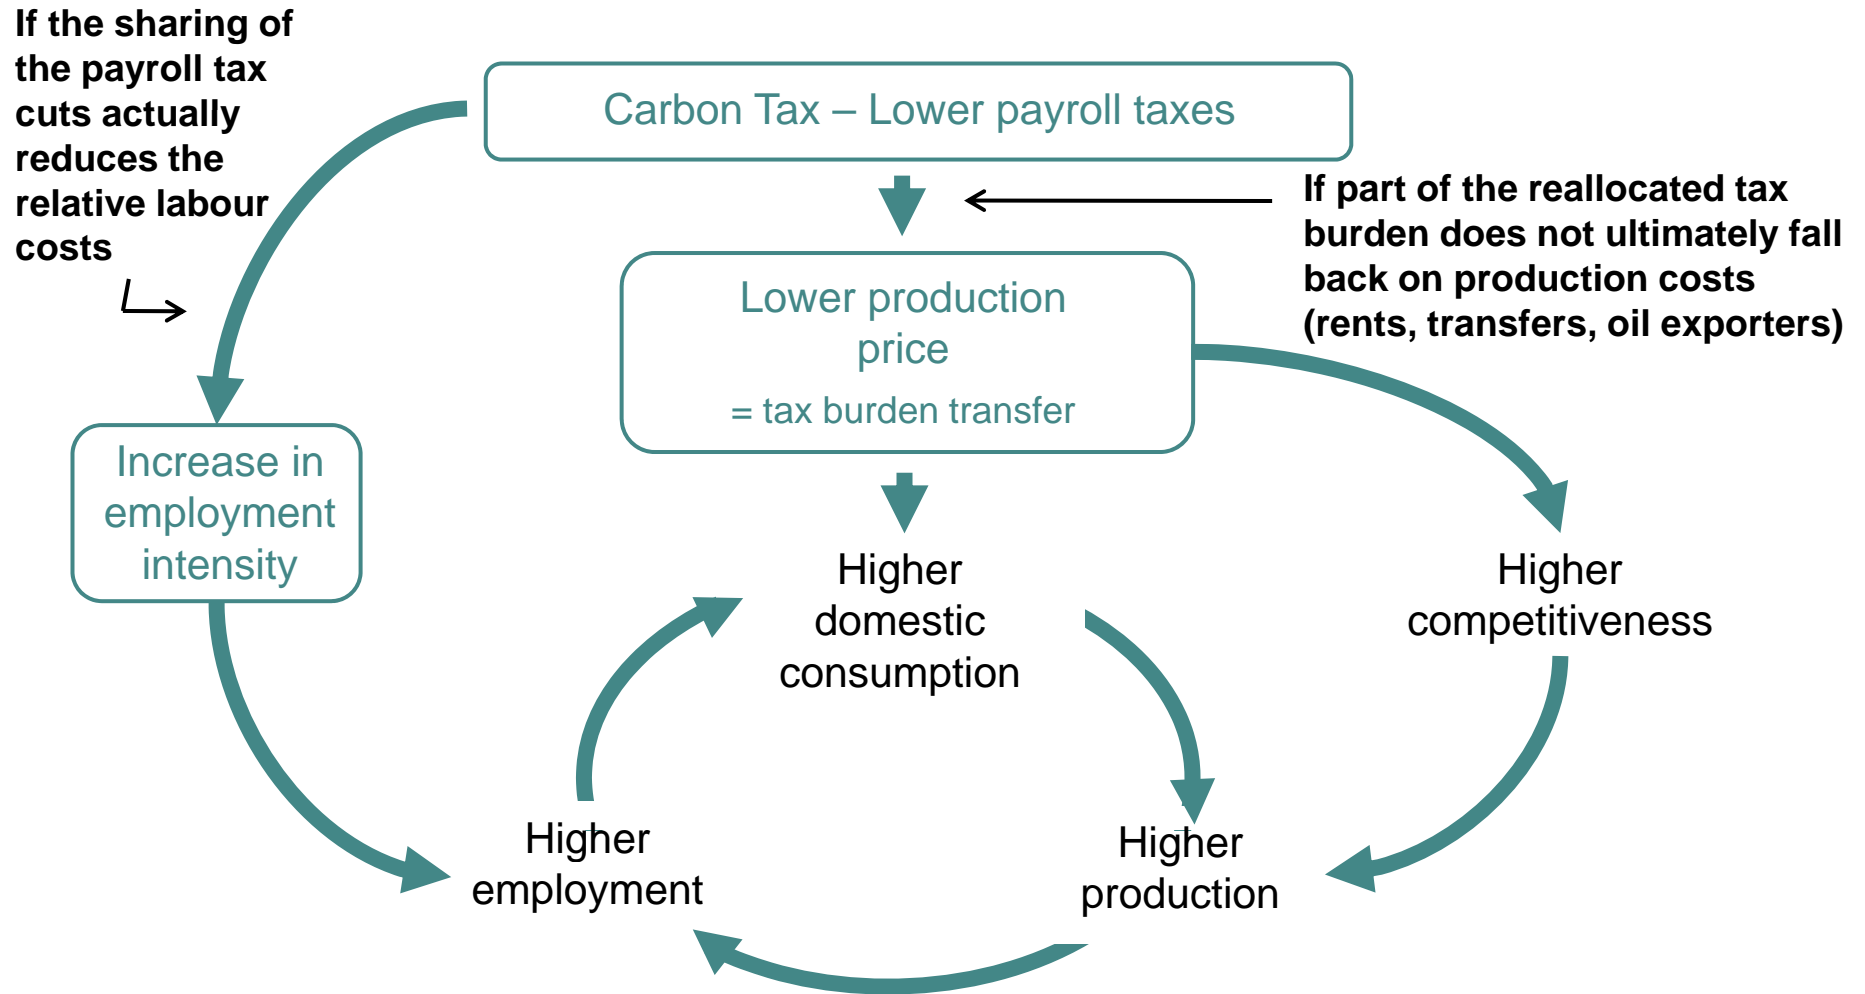 If the sharing of
the payroll tax
cuts actually
reduces the
relative labour
costs
Carbon Tax – Lower payroll taxes
If part of the reallocated tax
burden does not ultimately fall
back on production costs
(rents, transfers, oil exporters)
Lower production
price
= tax burden transfer
Increase in
employment
intensity
Higher
domestic
consumption
Higher
competitiveness
Higher
employment
Higher
production